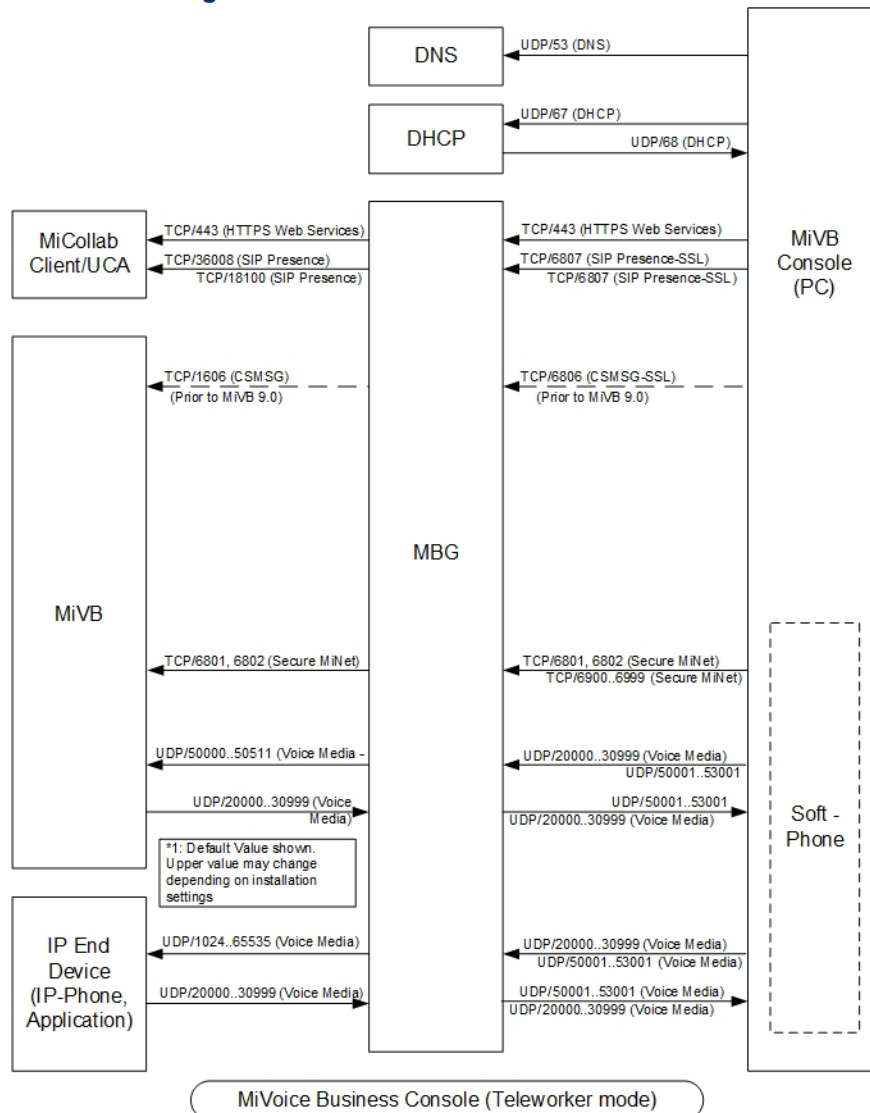 DNS
UDP/53 (DNS)
DHCP
UDP/67 (DHCP)
UDP/68 (DHCP)
MiCollab
Client/UCA
TCP/443 (HTTPS Web Services)
TCP/36008 (SIP Presence)
TCP/18100 (SIP Presence)
TCP/443 (HTTPS Web Services)
TCP/6807 (SIP Presence-SSL)
TCP/6807 (SIP Presence-SSL)
MiVB
Console
(PC)
TCP/1606 (CSMSG)
(Prior to MiVB 9.0)
TCP/6806 (CSMSG-SSL)
(Prior to MiVB 9.0)
MBG
MiVB
TCP/6801, 6802 (Secure MiNet)
TCP/6801, 6802 (Secure MiNet)
TCP/6900..6999 (Secure MiNet)
UDP/50000..50511 (Voice Media -
UDP/20000..30999 (Voice Media)
UDP/50001..53001
UDP/20000..30999 (Voice
Media)
UDP/50001..53001
UDP/20000..30999 (Voice Media)
Soft -
Phone
*1: Default Value shown.
Upper value may change
depending on installation
settings
IP End
Device
(IP-Phone,
Application)
UDP/1024..65535 (Voice Media)
UDP/20000..30999 (Voice Media)
UDP/50001..53001 (Voice Media)
UDP/20000..30999 (Voice Media)
UDP/50001..53001 (Voice Media)
UDP/20000..30999 (Voice Media)
MiVoice Business Console (Teleworker mode)